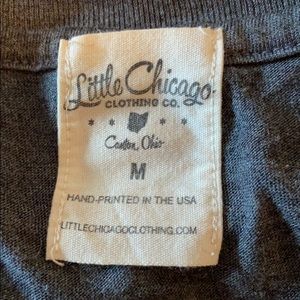 Little Chicago
CLOTHING CO.
Canton, Ohio
M
HAND-PRINTED IN THE USA
LITTLECHICAGOCLOTHING.COM